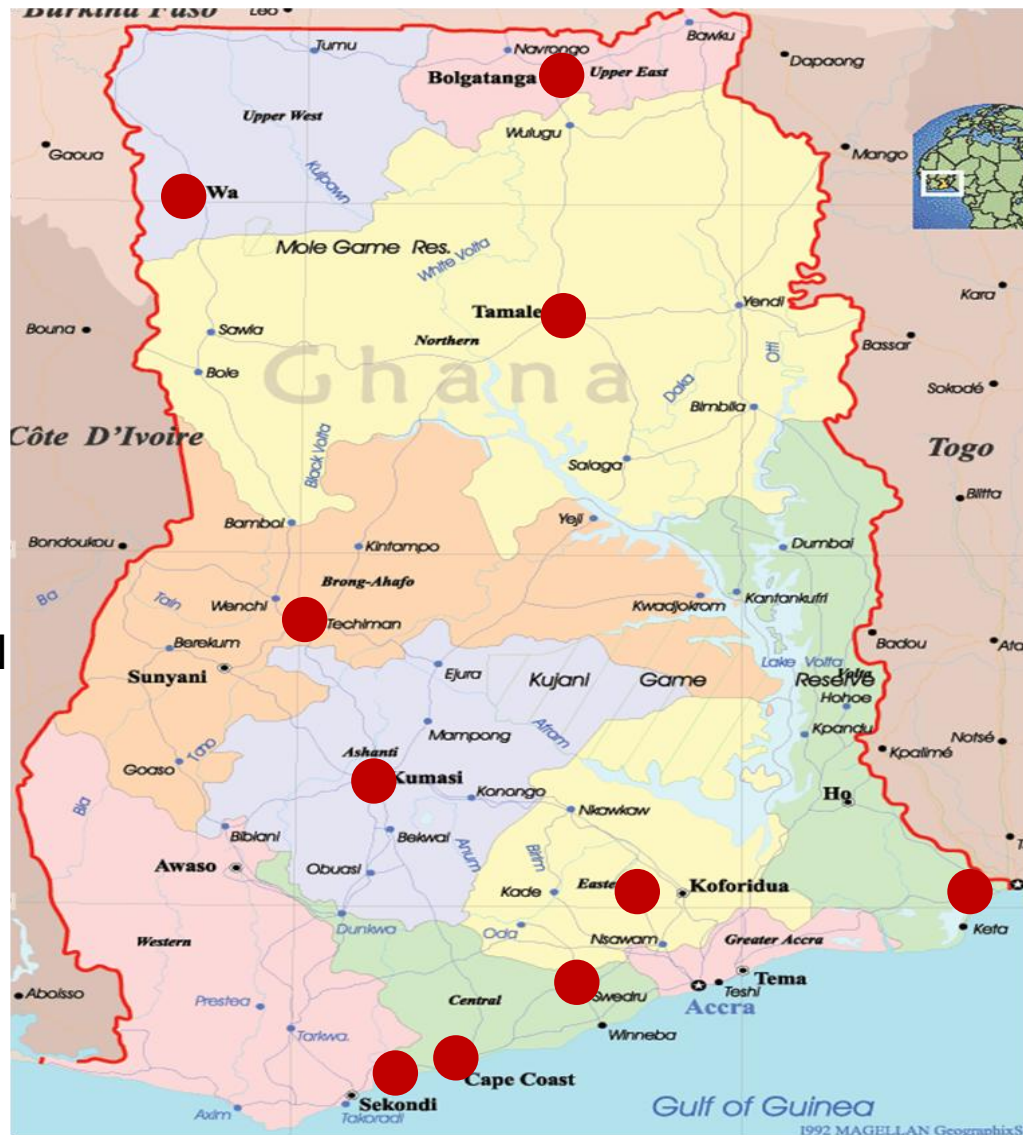 Burkina Faso
Leo
Bawku
Tumu
Navrongo
Dapaong
Bolgatanga
Upper East
Upper West
Wulugu
Gaoua
Mango
Kulpawn
Wa
Mole Game Res.
White Volta
Kara
Tamale
Yendi
Bouna
Sawla
Northern
Bassar
Otti
Ghana
Bole
Daka
Sokodé
Bimbila
Côte D'Ivoire
Togo
Black Volta
Salaga
Blitta
Bamboi
Yeji
Bondoukou
Kintampo
Dumbai
Brong-Ahafo
Ba
Tain
Wenchi
Kwadjokrom
Kantankufri
Techiman
Berekum
Badou
Sunyani
Ejura
Kujani Game Reserve
Lake Volta
Volta
Hohoe
Mampong
Afram
Kpandu
Notsé
Tano
Ashanti
Kpalimé
Goaso
Kumasi
Bia
Konongo
Ho
Nkawkaw
Bibiani
Bekwai
Anum
Birim
Awaso
Obuasi
Kade
Koforidua
Dunkwa
Oda
Keta
Western
Nsawam
Greater Accra
Tema
Aboisso
Prestea
Central
Swedru
Teshi
Accra
Tarkwa.
Winneba
Cape Coast
Sekondi
Axim
Takoradi
Gulf of Guinea
1992 MAGELLAN Geographix